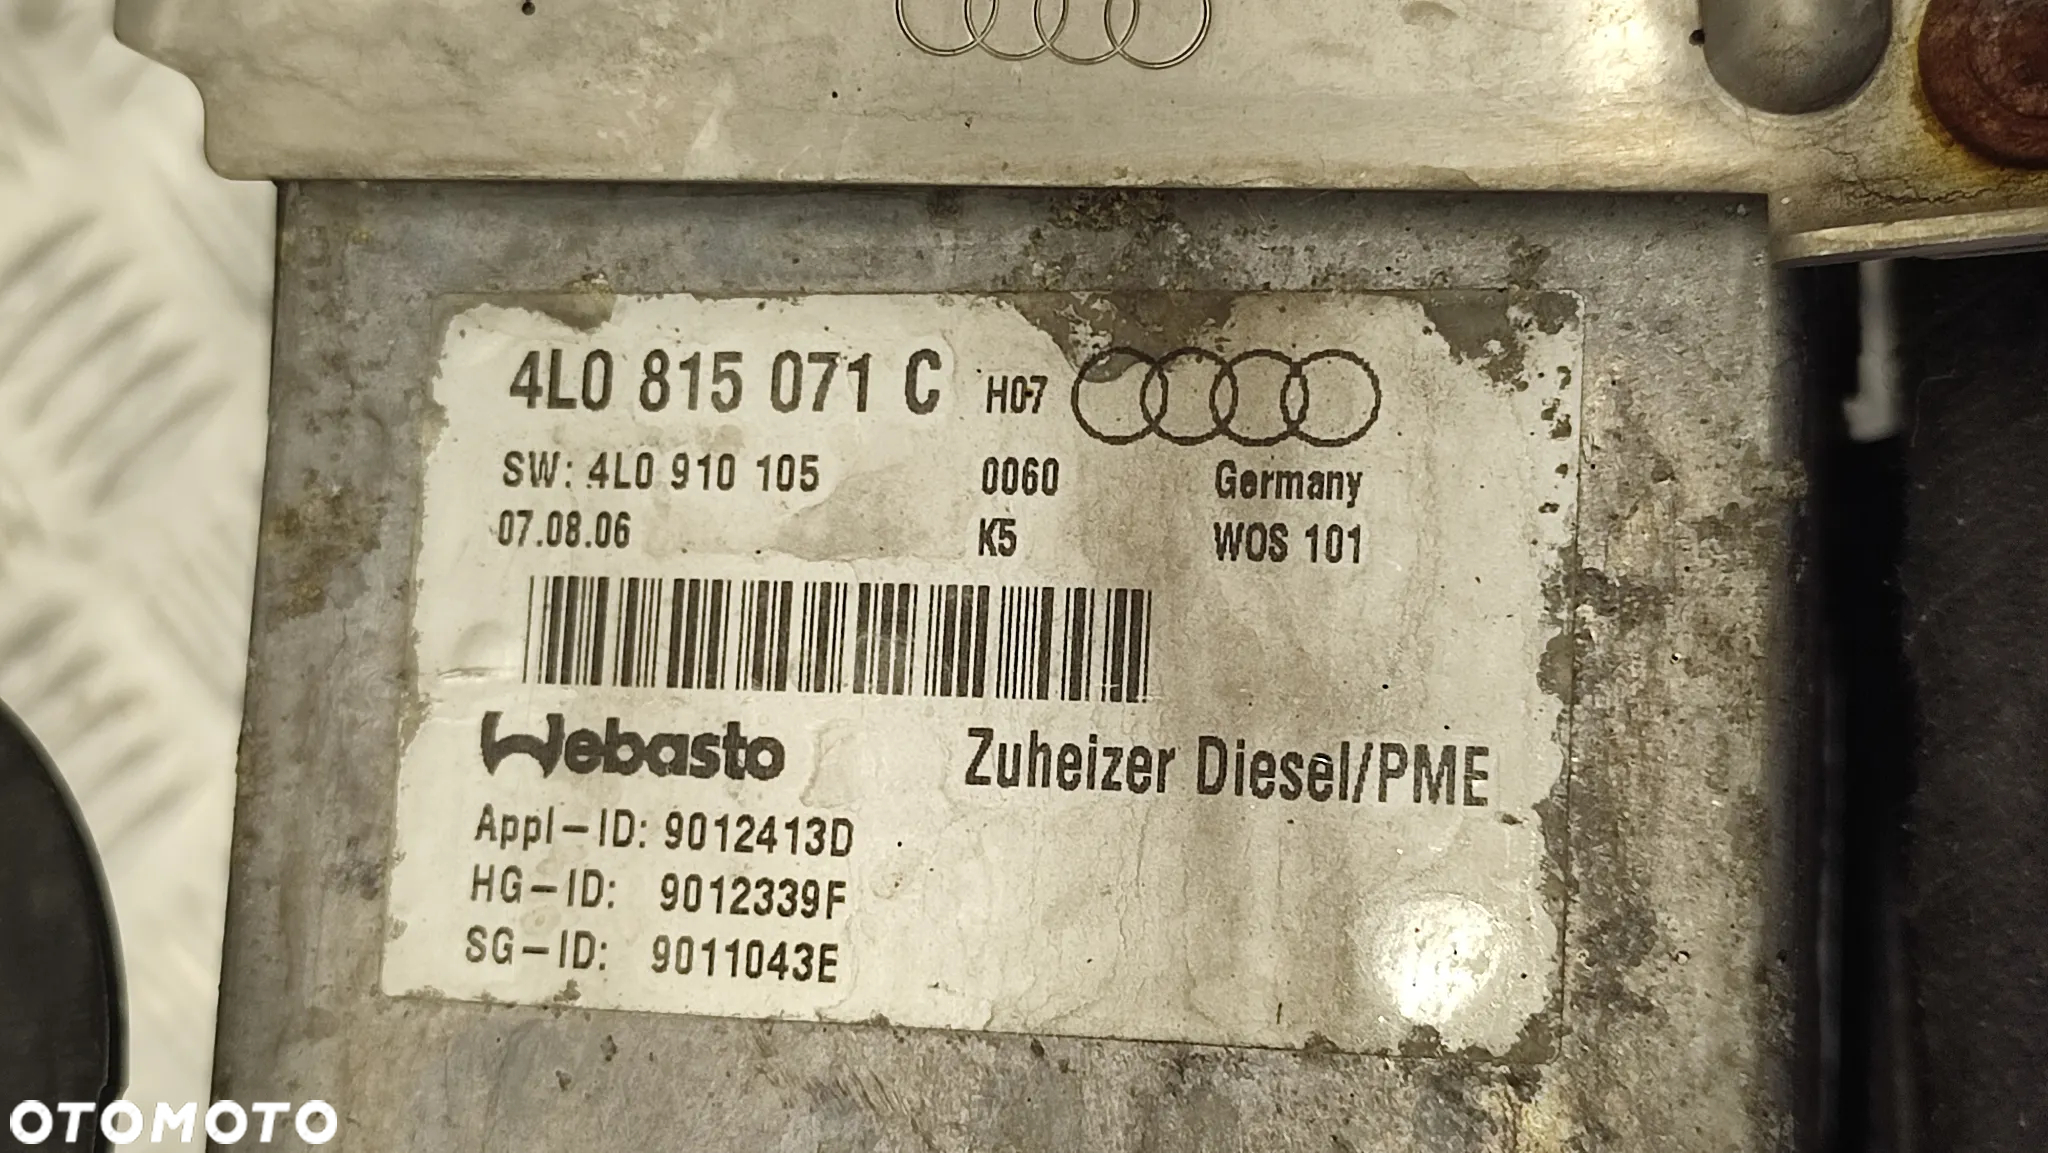 4L0 815 071 C H07
SW: 4L0 910 105 0060 Germany
07.08.06 K5 WOS 101
Webasto Zuheizer Diesel/PME
Appl-ID: 9012413D
HG-ID: 9012339F
SG-ID: 9011043E
OTOMOTO